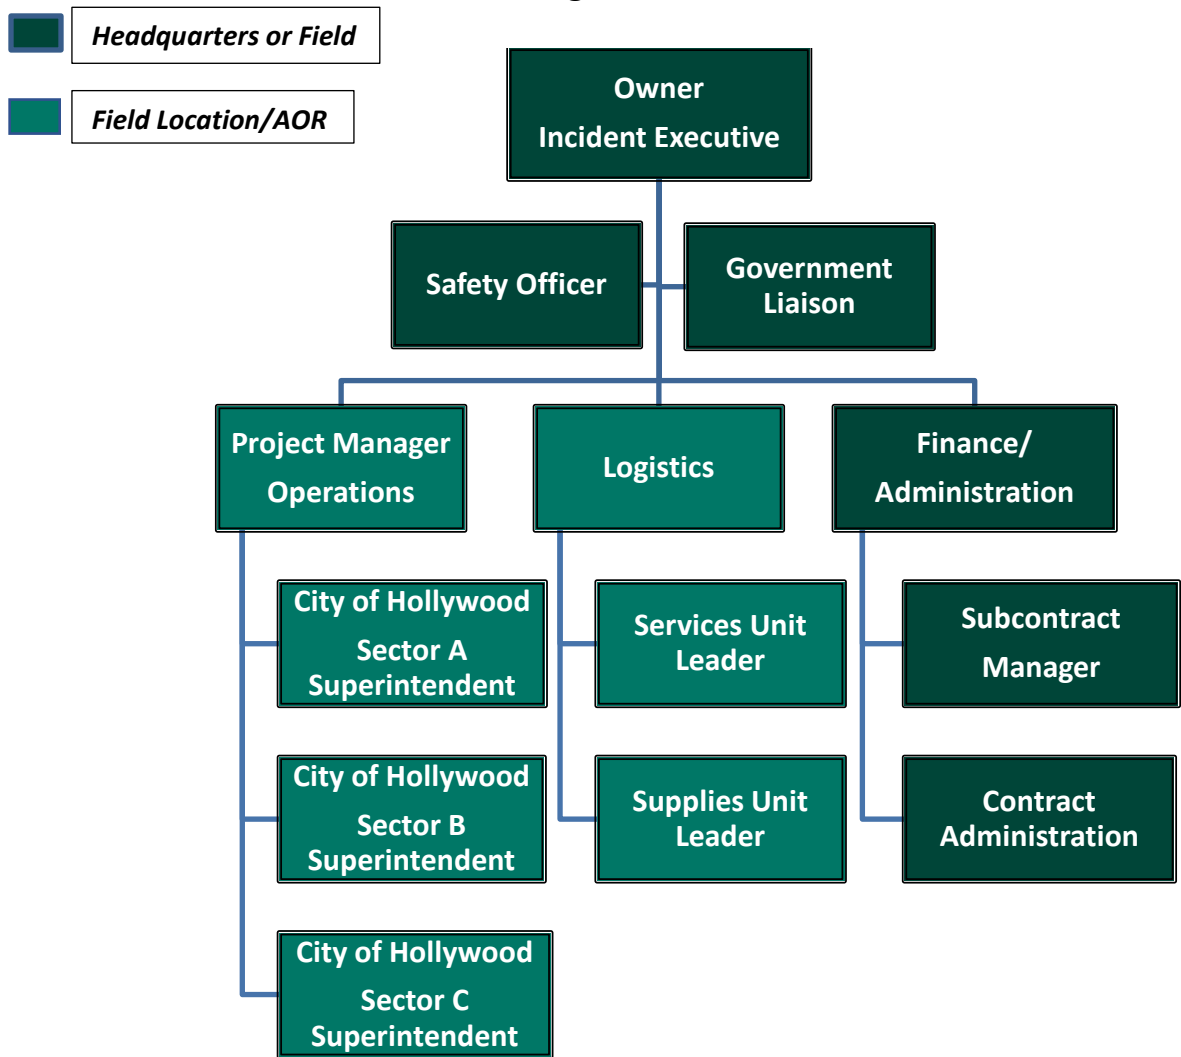 Headquarters or Field
Field Location/AOR
Owner
Incident Executive
Safety Officer
Government
Liaison
Project Manager
Operations
Logistics
Finance/
Administration
City of Hollywood
Sector A
Superintendent
Services Unit
Leader
Subcontract
Manager
City of Hollywood
Sector B
Superintendent
Supplies Unit
Leader
Contract
Administration
City of Hollywood
Sector C
Superintendent